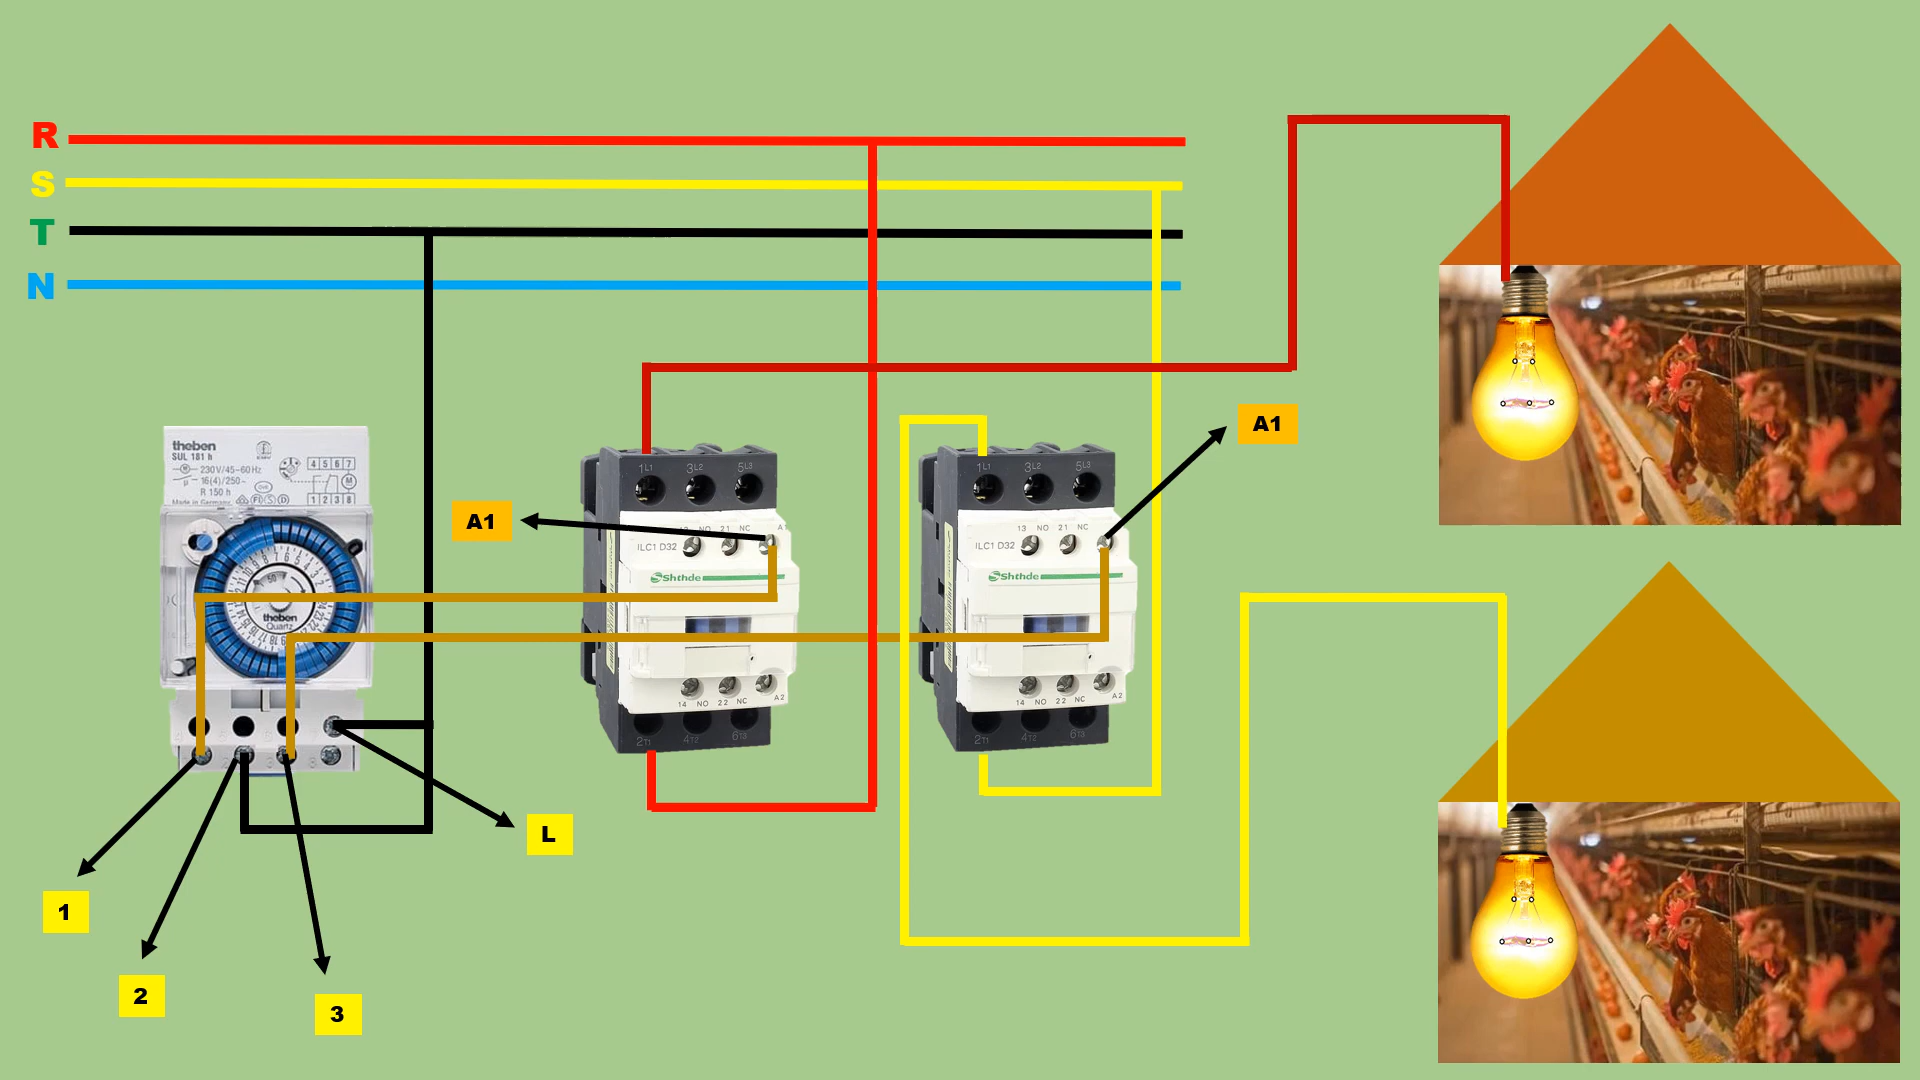 R
S
T
N
theben
SUL 181 h
230V/45-60Hz
16(4)/250~
R 150 h
Made in Germany
4 5 6 7
M
1 2 3 8
theben
Quartz
1
2
3
L
A1
1L1 3L2 5L3
NO 21 NC A1
ILC1 D32
Shthde
14 NO 22 NC A2
2T1 4T2 6T3
A1
1L1 3L2 5L3
13 NO 21 NC
ILC1 D32
Shthde
14 NO 22 NC A2
2T1 4T2 6T3